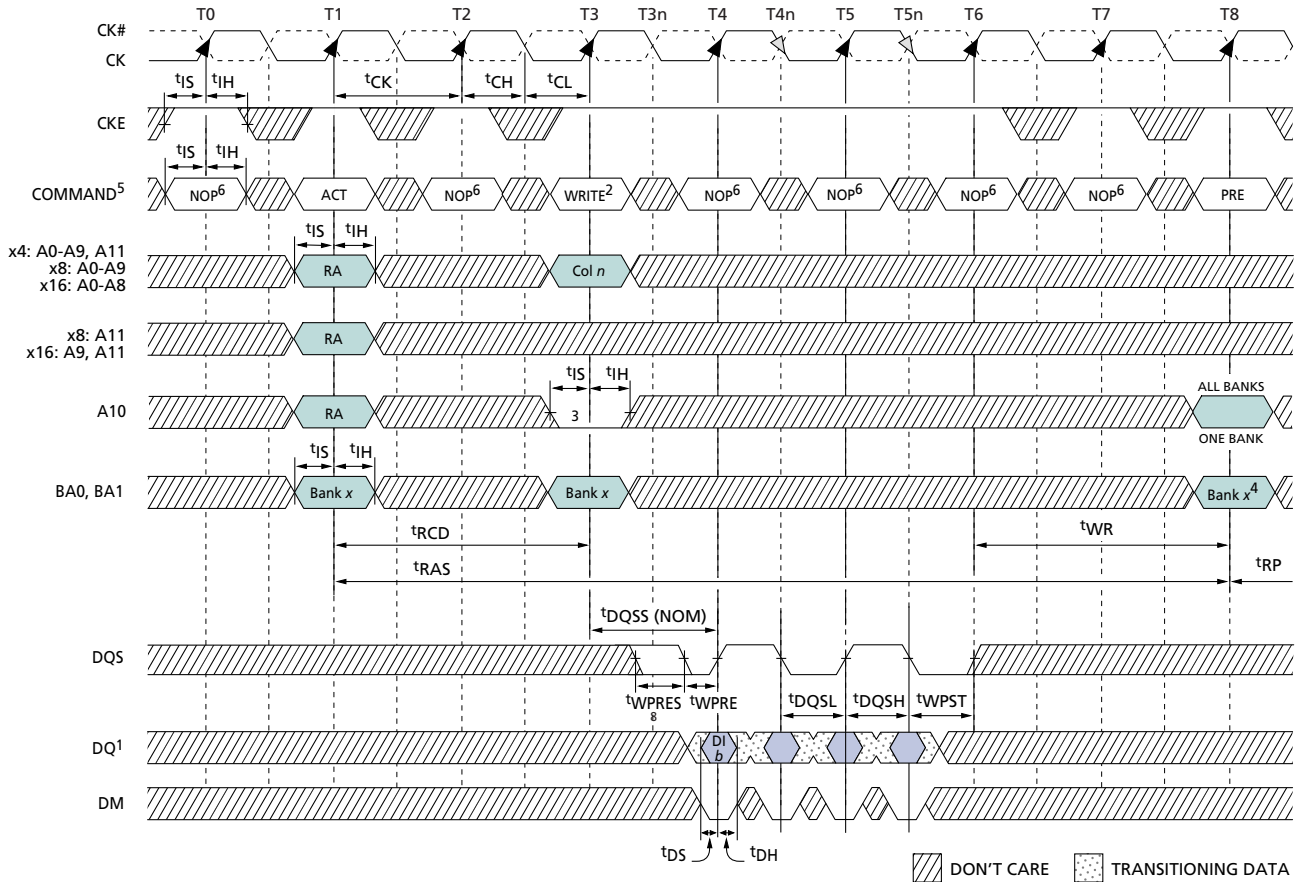 T0 T1 T2 T3 T3n T4 T4n T5 T5n T6 T7 T8
CK#
CK
tIS tIH tCK tCH tCL
CKE
tIS tIH
COMMAND5 NOP6 ACT NOP6 WRITE2 NOP6 NOP6 NOP6 NOP6 PRE
tIS tIH
x4: A0-A9, A11
x8: A0-A9
x16: A0-A8
RA Col n
x8: A11
x16: A9, A11
RA
tIS tIH
ALL BANKS
A10 RA 3
ONE BANK
tIS tIH
BA0, BA1 Bank x Bank x Bank x4
tRCD tWR
tRAS tRP
tDQSS (NOM)
DQS
tWPRES tWPRE tDQSL tDQSH tWPST
8
DQ1 DI
b
DM
tDS tDH
DON'T CARE TRANSITIONING DATA